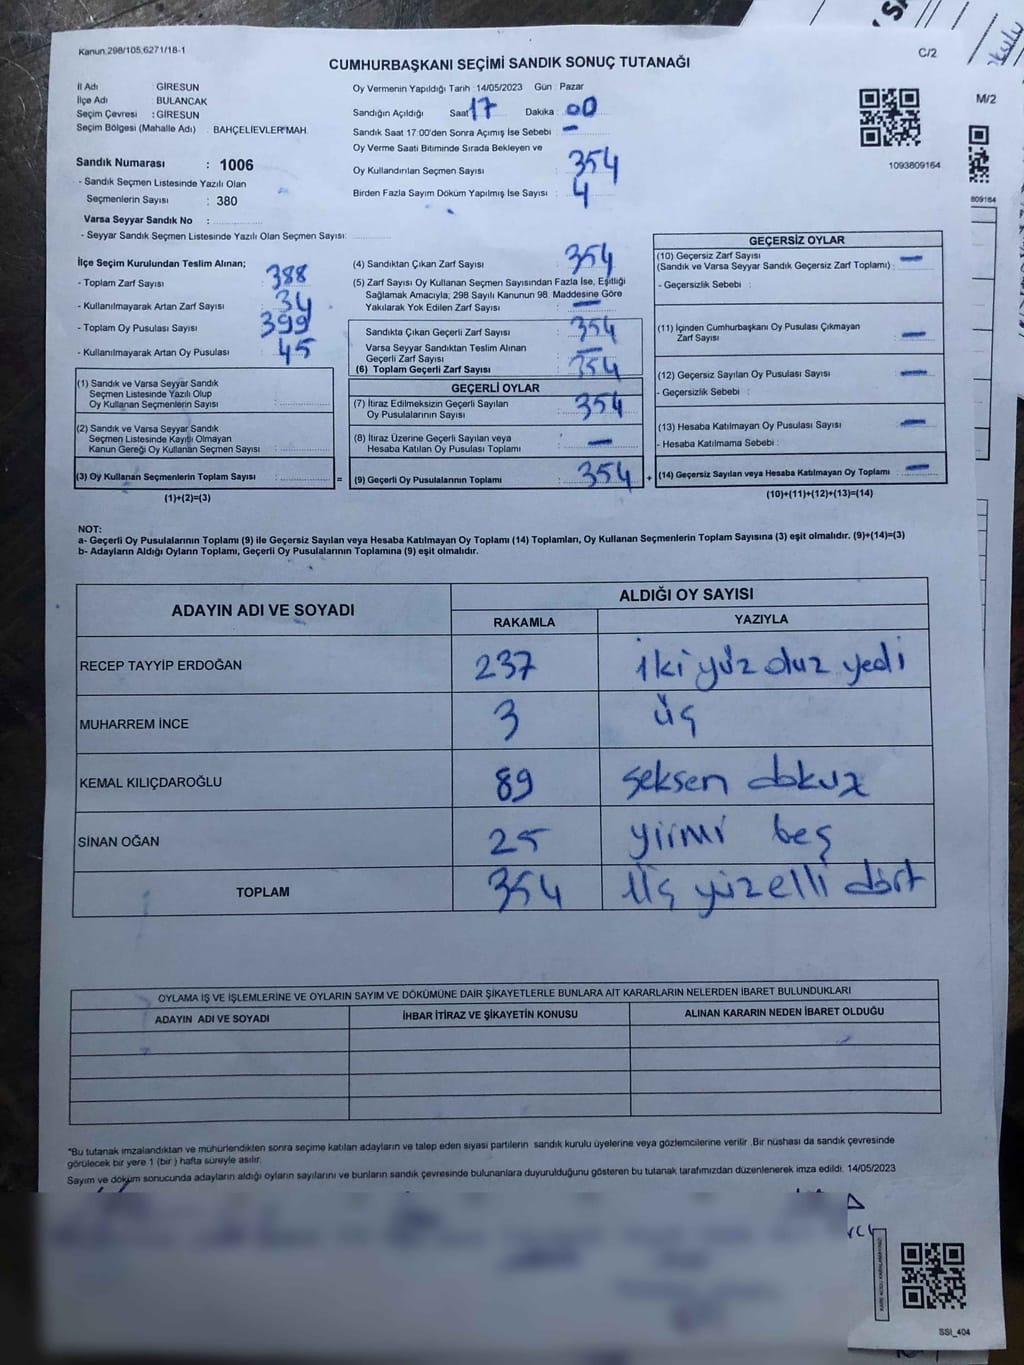 Kanun.298/105,6271/18-1
C/2
CUMHURBAŞKANI SEÇİMİ SANDIK SONUÇ TUTANAĞI
M/2
İl Adı : GİRESUN
İlçe Adı : BULANCAK
Seçim Çevresi : GİRESUN
Seçim Bölgesi (Mahalle Adı) : BAHÇELİEVLER MAH.
Sandık Numarası : 1006
- Sandık Seçmen Listesinde Yazılı Olan
Seçmenlerin Sayısı : 380
Varsa Seyyar Sandık No :
- Seyyar Sandık Seçmen Listesinde Yazılı Olan Seçmen Sayısı:
Oy Vermenin Yapıldığı Tarih : 14/05/2023 Gün : Pazar
Sandığın Açıldığı Saat 17 Dakika : 00
Sandık Saat 17:00'den Sonra Açımış İse Sebebi : –
Oy Verme Saati Bitiminde Sırada Bekleyen ve
Oy Kullandırılan Seçmen Sayısı : 354
Birden Fazla Sayım Döküm Yapılmış İse Sayısı : 4
1093809164
809164
İlçe Seçim Kurulundan Teslim Alınan;
- Toplam Zarf Sayısı : 388
- Kullanılmayarak Artan Zarf Sayısı : 34
- Toplam Oy Pusulası Sayısı : 399
- Kullanılmayarak Artan Oy Pusulası : 45
(1) Sandık ve Varsa Seyyar Sandık
Seçmen Listesinde Yazılı Olup
Oy Kullanan Seçmenlerin Sayısı :
(2) Sandık ve Varsa Seyyar Sandık
Seçmen Listesinde Kayıtlı Olmayan
Kanun Gereği Oy Kullanan Seçmen Sayısı :
(3) Oy Kullanan Seçmenlerin Toplam Sayısı : =
(1)+(2)=(3)
(4) Sandıktan Çıkan Zarf Sayısı : 354
(5) Zarf Sayısı Oy Kullanan Seçmen Sayısından Fazla İse, Eşitliği
Sağlamak Amacıyla; 298 Sayılı Kanunun 98. Maddesine Göre
Yakılarak Yok Edilen Zarf Sayısı : –
Sandıkta Çıkan Geçerli Zarf Sayısı : 354
Varsa Seyyar Sandıktan Teslim Alınan
Geçerli Zarf Sayısı : –
(6) Toplam Geçerli Zarf Sayısı : 354
GEÇERLİ OYLAR
(7) İtiraz Edilmeksizin Geçerli Sayılan
Oy Pusulalarının Sayısı : 354
(8) İtiraz Üzerine Geçerli Sayılan veya
Hesaba Katılan Oy Pusulası Toplamı : –
(9) Geçerli Oy Pusulalarının Toplamı : 354 +
GEÇERSİZ OYLAR
(10) Geçersiz Zarf Sayısı
(Sandık ve Varsa Seyyar Sandık Geçersiz Zarf Toplamı) : –
- Geçersizlik Sebebi :
(11) İçinden Cumhurbaşkanı Oy Pusulası Çıkmayan
Zarf Sayısı : –
(12) Geçersiz Sayılan Oy Pusulası Sayısı : –
- Geçersizlik Sebebi :
(13) Hesaba Katılmayan Oy Pusulası Sayısı : –
- Hesaba Katılmama Sebebi :
(14) Geçersiz Sayılan veya Hesaba Katılmayan Oy Toplamı : –
(10)+(11)+(12)+(13)=(14)
NOT:
a- Geçerli Oy Pusulalarının Toplamı (9) ile Geçersiz Sayılan veya Hesaba Katılmayan Oy Toplamı (14) Toplamları, Oy Kullanan Seçmenlerin Toplam Sayısına (3) eşit olmalıdır. (9)+(14)=(3)
b- Adayların Aldığı Oyların Toplamı, Geçerli Oy Pusulalarının Toplamına (9) eşit olmalıdır.
ADAYIN ADI VE SOYADI ALDIĞI OY SAYISI
RAKAMLA YAZIYLA
RECEP TAYYİP ERDOĞAN 237 iki yüz otuz yedi
MUHARREM İNCE 3 üç
KEMAL KILIÇDAROĞLU 89 seksen dokuz
SİNAN OĞAN 25 yirmi beş
TOPLAM 354 üç yüzelli dört
OYLAMA İŞ VE İŞLEMLERİNE VE OYLARIN SAYIM VE DÖKÜMÜNE DAİR ŞİKAYETLERLE BUNLARA AİT KARARLARIN NELERDEN İBARET BULUNDUKLARI
ADAYIN ADI VE SOYADI İHBAR İTİRAZ VE ŞİKAYETİN KONUSU ALINAN KARARIN NEDEN İBARET OLDUĞU
"Bu tutanak imzalandıktan ve mühürlendikten sonra seçime katılan adayların ve talep eden siyasi partilerin sandık kurulu üyelerine veya gözlemcilerine verilir .Bir nüshası da sandık çevresinde
görülecek bir yere 1 (bir ) hafta süreyle asılır.
Sayım ve döküm sonucunda adayların aldığı oyların sayılarını ve bunların sandık çevresinde bulunanlara duyurulduğunu gösteren bu tutanak tarafımızdan düzenlenerek imza edildi. 14/05/2023
SSI_404